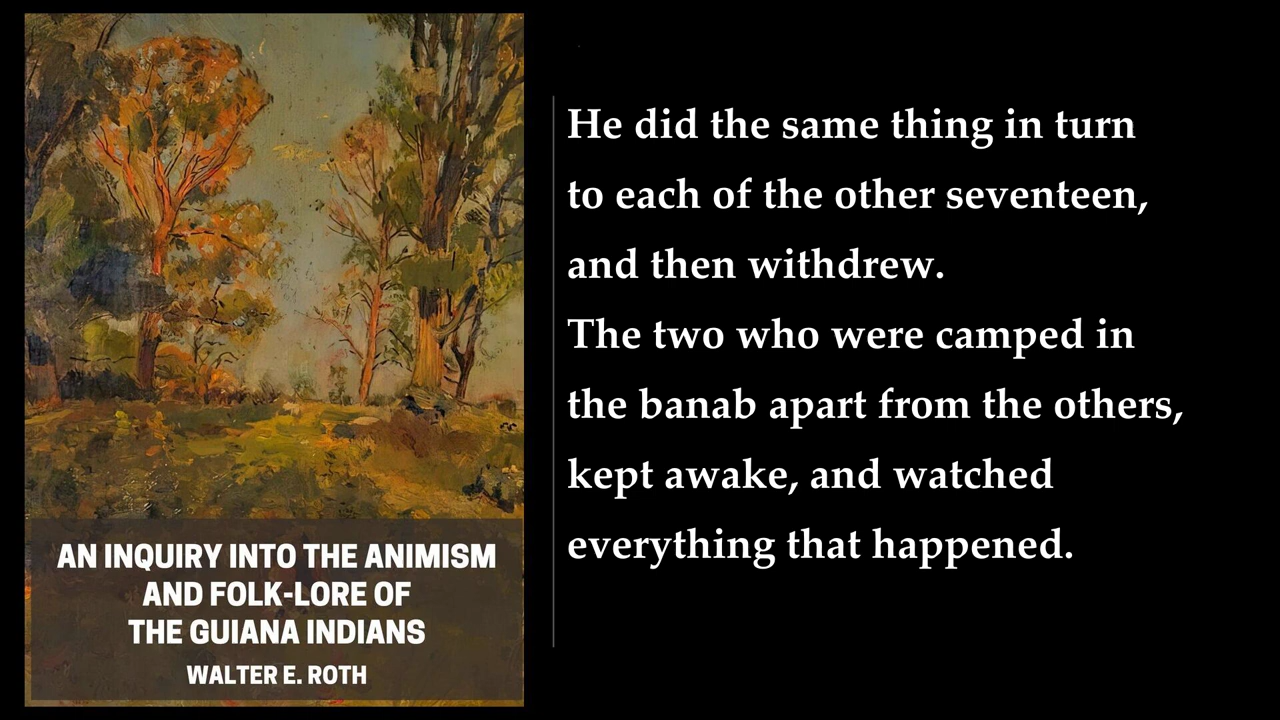 He did the same thing in turn
to each of the other seventeen,
and then withdrew.
The two who were camped in
the banab apart from the others,
kept awake, and watched
everything that happened.
AN INQUIRY INTO THE ANIMISM
AND FOLK-LORE OF
THE GUIANA INDIANS
WALTER E. ROTH